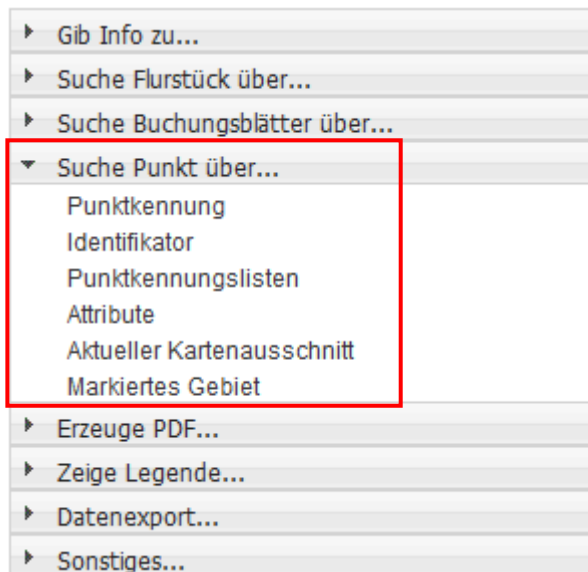 Gib Info zu...
Suche Flurstück über...
Suche Buchungsblätter über...
Suche Punkt über...
Punktkennung
Identifikator
Punktkennungslisten
Attribute
Aktueller Kartenausschnitt
Markiertes Gebiet
Erzeuge PDF...
Zeige Legende...
Datenexport...
Sonstiges...